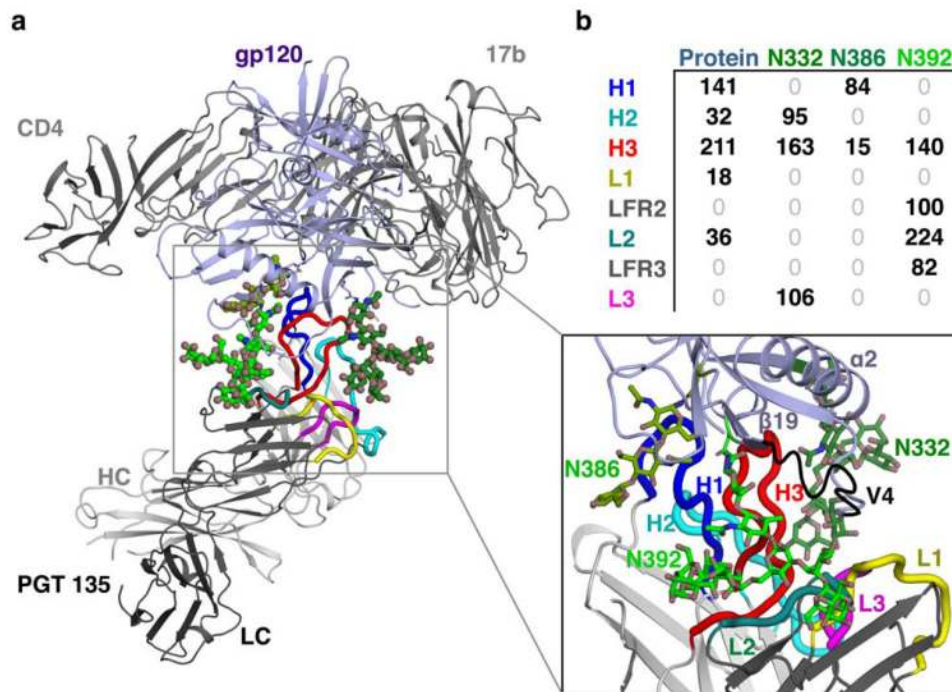 a
gp120
17b
CD4
HC
PGT 135
LC
b
Protein N332 N386 N392
H1 141 0 84 0
H2 32 95 0 0
H3 211 163 15 140
L1 18 0 0 0
LFR2 0 0 0 100
L2 36 0 0 224
LFR3 0 0 0 82
L3 0 106 0 0
α2
β19
N332
N386
H1
H3
V4
H2
N392
L1
L3
L2